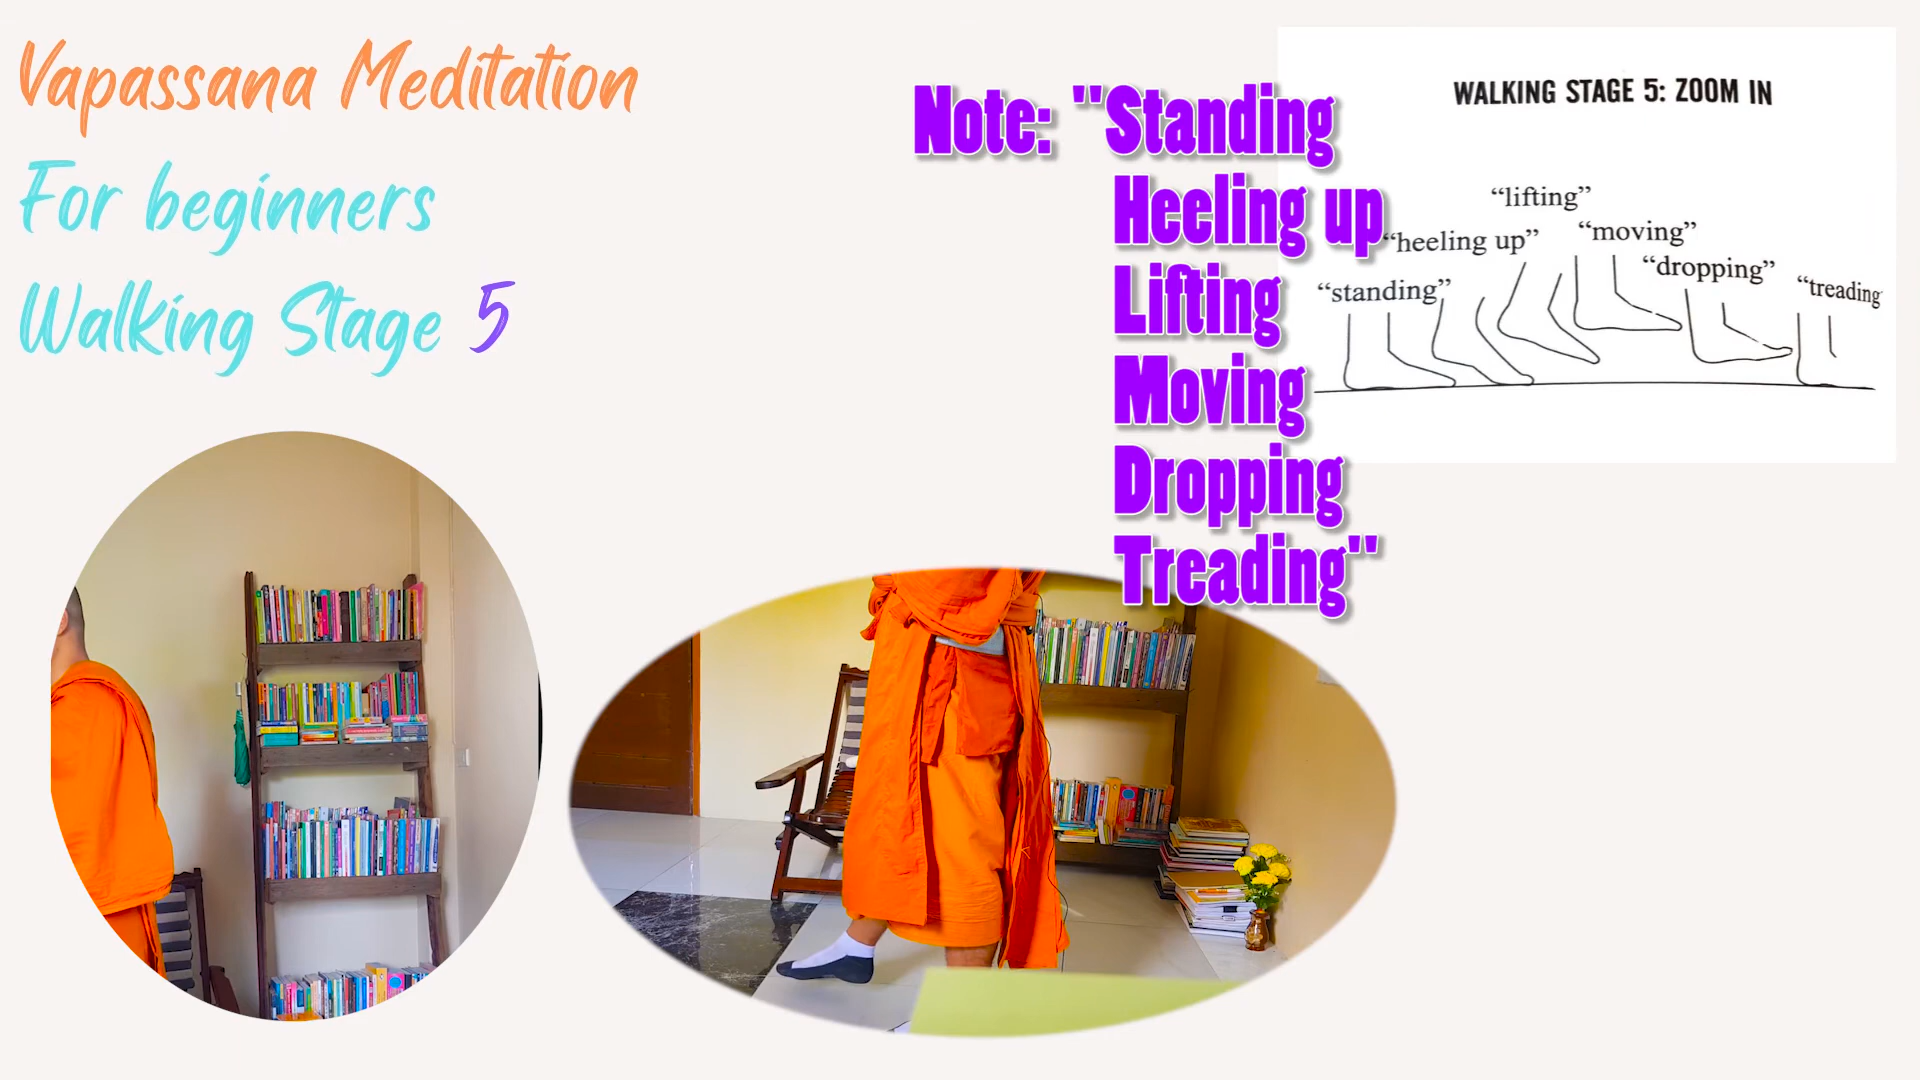 Vapassana Meditation
For beginners
Walking Stage 5
Note: "Standing
Heeling up
Lifting
Moving
Dropping
Treading"
WALKING STAGE 5: ZOOM IN
“lifting”
“heeling up”
“moving”
“dropping”
“standing”
“treading